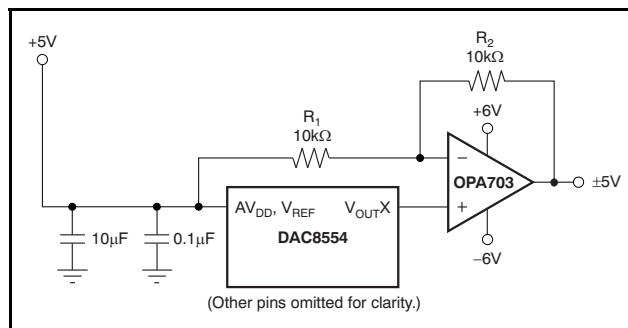 +5V
R2
10kΩ
R1
10kΩ
+6V
−
OPA703
±5V
+
−6V
AVDD, VREF
VOUTX
DAC8554
10μF
0.1μF
(Other pins omitted for clarity.)